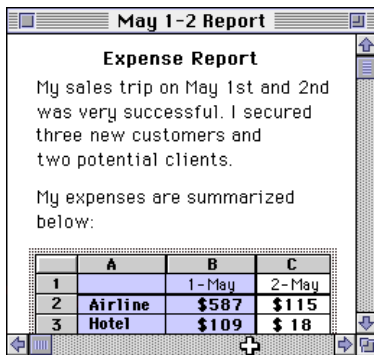 May 1-2 Report
Expense Report
My sales trip on May 1st and 2nd
was very successful. I secured
three new customers and
two potential clients.
My expenses are summarized
below:
A B C
1 1-May 2-May
2 Airline $587 $115
3 Hotel $109 $ 18